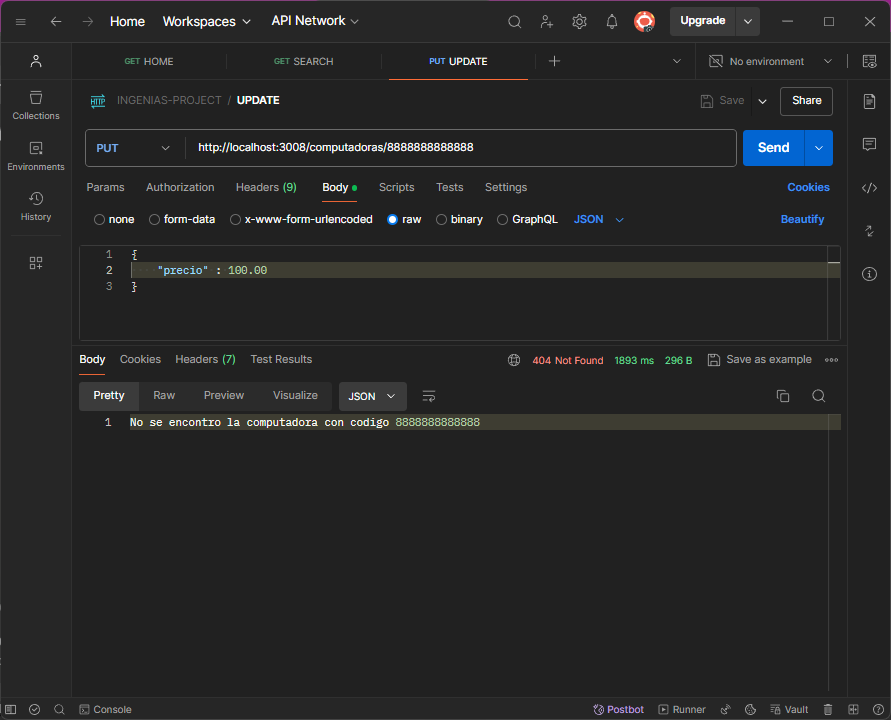 Home Workspaces API Network Upgrade
GET HOME GET SEARCH PUT UPDATE No environment
HTTP INGENIAS-PROJECT / UPDATE Save Share
Collections
Environments
History
PUT http://localhost:3008/computadoras/8888888888888 Send
Params Authorization Headers (9) Body Scripts Tests Settings Cookies
none form-data x-www-form-urlencoded raw binary GraphQL JSON Beautify
1 {
2 "precio" : 100.00
3 }
Body Cookies Headers (7) Test Results 404 Not Found 1893 ms 296 B Save as example
Pretty Raw Preview Visualize JSON
1 No se encontro la computadora con codigo 8888888888888
Console Postbot Runner Vault